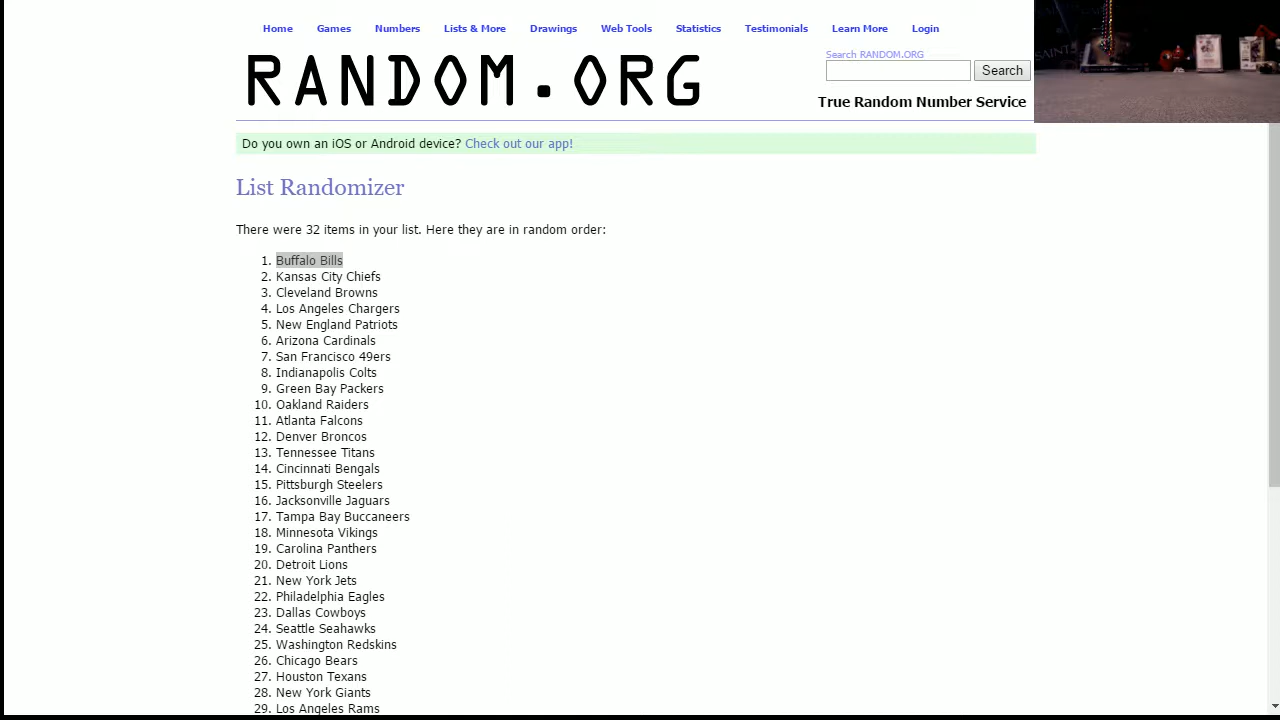 Home Games Numbers Lists & More Drawings Web Tools Statistics Testimonials Learn More Login
RANDOM.ORG
Search RANDOM.ORG
Search
True Random Number Service
Do you own an iOS or Android device? Check out our app!
List Randomizer
There were 32 items in your list. Here they are in random order:
1. Buffalo Bills
2. Kansas City Chiefs
3. Cleveland Browns
4. Los Angeles Chargers
5. New England Patriots
6. Arizona Cardinals
7. San Francisco 49ers
8. Indianapolis Colts
9. Green Bay Packers
10. Oakland Raiders
11. Atlanta Falcons
12. Denver Broncos
13. Tennessee Titans
14. Cincinnati Bengals
15. Pittsburgh Steelers
16. Jacksonville Jaguars
17. Tampa Bay Buccaneers
18. Minnesota Vikings
19. Carolina Panthers
20. Detroit Lions
21. New York Jets
22. Philadelphia Eagles
23. Dallas Cowboys
24. Seattle Seahawks
25. Washington Redskins
26. Chicago Bears
27. Houston Texans
28. New York Giants
29. Los Angeles Rams